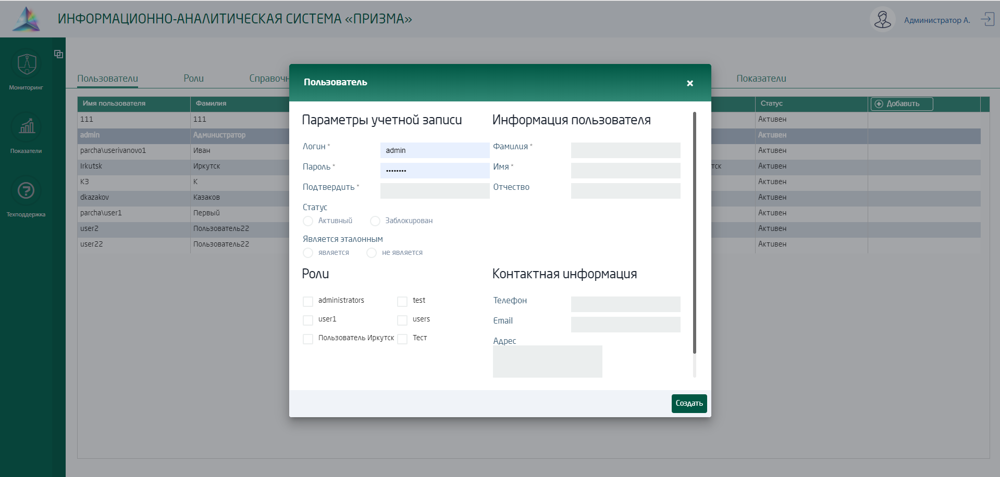 ИНФОРМАЦИОННО-АНАЛИТИЧЕСКАЯ СИСТЕМА «ПРИЗМА»
Администратор А.
Мониторинг
Показатели
Техподдержка
Пользователи Роли Справочн Показатели
Имя пользователя Фамилия Статус Добавить
111 111 Активен
admin Администратор Активен
parcha\userivanovo1 Иван Активен
Irkutsk Иркутск тск Активен
К3 К Активен
dkazakov Казаков Активен
parcha\user1 Первый Активен
user2 Пользователь22 Активен
user22 Пользователь22 Активен
Пользователь ×
Параметры учетной записи
Логин * admin
Пароль * ••••••••
Подтвердить *
Статус
Активный Заблокирован
Является эталонным
является не является
Информация пользователя
Фамилия *
Имя *
Отчество
Роли
administrators test
user1 users
Пользователь Иркутск Тест
Контактная информация
Телефон
Email
Адрес
Создать